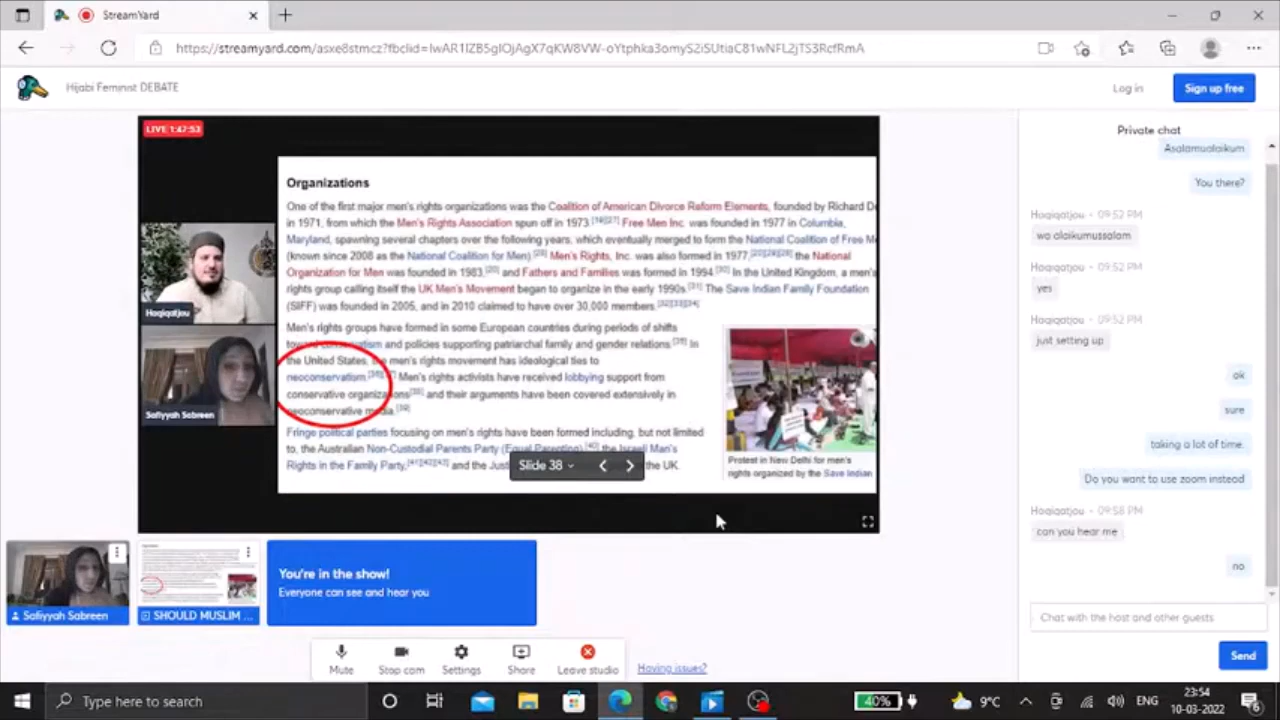 StreamYard
https://streamyard.com/asxe8stmcz?fbclid=IwAR1IZB5gIOjAgX7qKW8VW-oYtphka3omyS2iSUtiaC81wNFL2jTS3RcfRmA
Hijabi Feminist DEBATE
Log in
Sign up free
LIVE 1:47:53
Organizations
One of the first major men's rights organizations was the Coalition of American Divorce Reform Elements, founded by Richard D
in 1971, from which the Men's Rights Association spun off in 1973. Free Men Inc. was founded in 1977 in Columbia,
Maryland, spawning several chapters over the following years, which eventually merged to form the National Coalition of Free M
(known since 2008 as the National Coalition for Men). Men's Rights, Inc. was also formed in 1977, the National
Organization for Men was founded in 1983, and Fathers and Families was formed in 1994. In the United Kingdom, a men's
rights group calling itself the UK Men's Movement began to organize in the early 1990s. The Save Indian Family Foundation
(SIFF) was founded in 2005, and in 2010 claimed to have over 30,000 members.
Men's rights groups have formed in some European countries during periods of shifts
toward conservatism and policies supporting patriarchal family and gender relations. In
the United States, the men's rights movement has ideological ties to
neoconservatism. Men's rights activists have received lobbying support from
conservative organizations and their arguments have been covered extensively in
neoconservative media.
Fringe political parties focusing on men's rights have been formed including, but not limited
to, the Australian Non-Custodial Parents Party (Equal Parenting), the Israeli Man's
Rights in the Family Party, and the Just the UK.
Protest in New Delhi for men's
rights organized by the Save Indian
Slide 38
Haqiqatjou
Safiyyah Sabreen
Safiyyah Sabreen
SHOULD MUSLIM ...
You're in the show!
Everyone can see and hear you
Mute
Stop cam
Settings
Share
Leave studio
Having issues?
Private chat
Asalamualaikum
You there?
Haqiqatjou • 09:52 PM
wa alaikumussalam
Haqiqatjou • 09:52 PM
yes
Haqiqatjou • 09:52 PM
just setting up
ok
sure
taking a lot of time.
Do you want to use zoom instead
Haqiqatjou • 09:58 PM
can you hear me
no
Chat with the host and other guests
Send
Type here to search
40%
9°C
ENG
23:54
10-03-2022
6